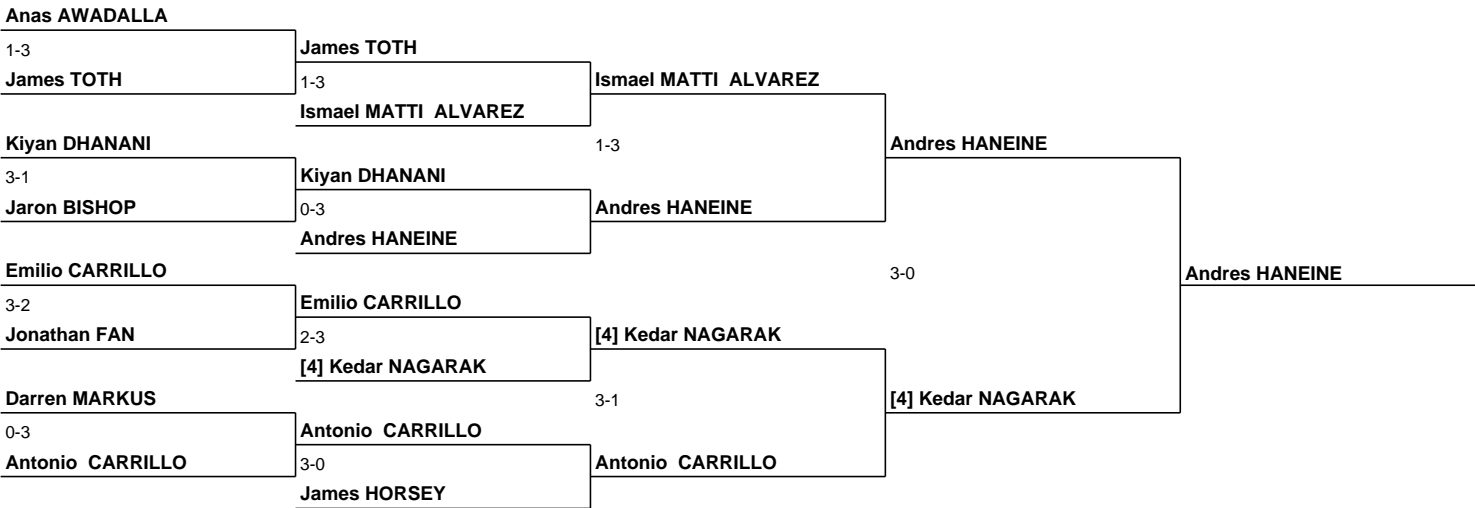 Anas AWADALLA
1-3
James TOTH
James TOTH
1-3
Ismael MATTI  ALVAREZ
Ismael MATTI  ALVAREZ
Kiyan DHANANI
1-3
Andres HANEINE
3-1
Kiyan DHANANI
Jaron BISHOP
0-3
Andres HANEINE
Andres HANEINE
Emilio CARRILLO
3-0
Andres HANEINE
3-2
Emilio CARRILLO
Jonathan FAN
2-3
[4] Kedar NAGARAK
[4] Kedar NAGARAK
Darren MARKUS
3-1
[4] Kedar NAGARAK
0-3
Antonio  CARRILLO
Antonio  CARRILLO
3-0
Antonio  CARRILLO
James HORSEY